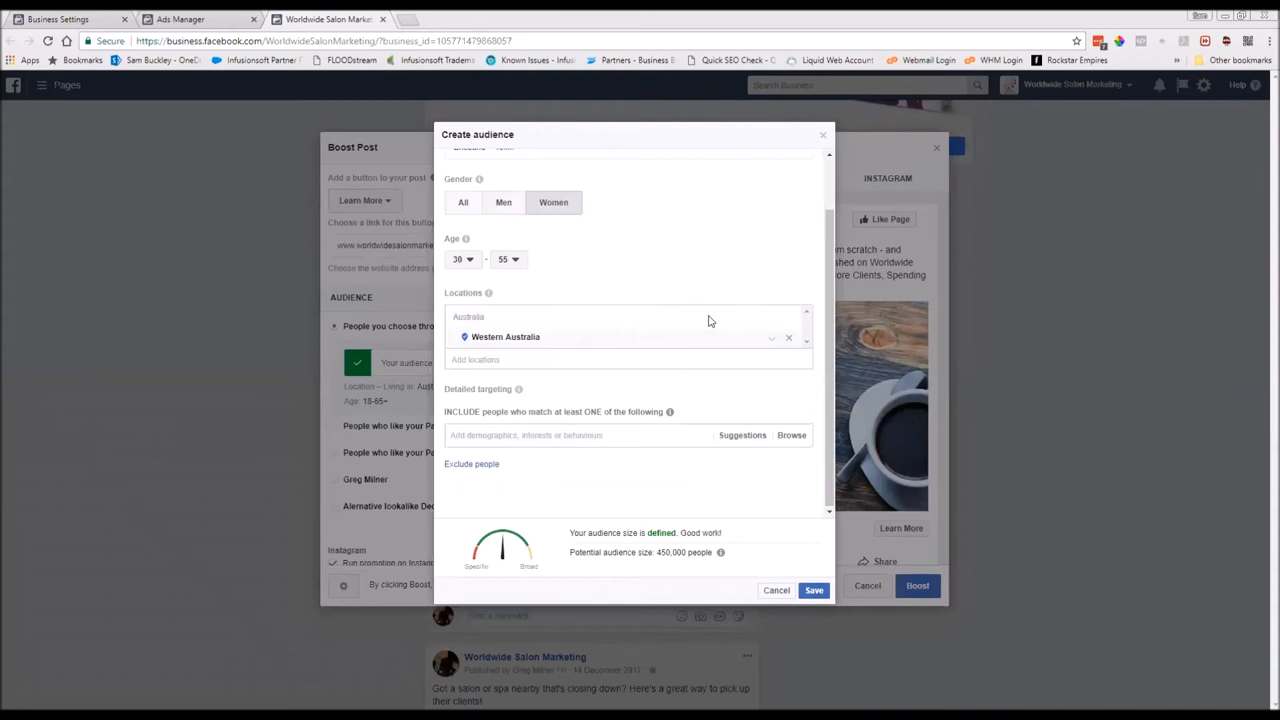 Business Settings
Ads Manager
Worldwide Salon Market
Sam
Secure
https://business.facebook.com/WorldwideSalonMarketing/?business_id=105771479868057
Apps
Bookmarks
Sam Buckley - OneD
Infusionsoft Partner P
FLOODstream
Infusionsoft Tradema
Known Issues - Infusi
Partners - Business B
Quick SEO Check - Q
Liquid Web Account
Webmail Login
WHM Login
Rockstar Empires
»
Other bookmarks
Pages
Search Business
Worldwide Salon Marketing
Help
Boost Post
Add a button to your post
Learn More
Choose a link for this butto
www.worldwidesalonmarke
Choose the website address y
AUDIENCE
People you choose thro
Your audience
Location – Living in: Aust
Age: 18-65+
People who like your Pa
People who like your Pa
Greg Milner
Alernative lookalike Dec
Instagram
Run promotion on Instag
By clicking Boost,
Create audience
Gender
All
Men
Women
Age
30
-
55
Locations
Australia
Western Australia
Add locations
Detailed targeting
INCLUDE people who match at least ONE of the following
Add demographics, interests or behaviours
Suggestions
Browse
Exclude people
Specific
Broad
Your audience size is defined. Good work!
Potential audience size: 450,000 people
Cancel
Save
INSTAGRAM
Like Page
om scratch - and
shed on Worldwide
ore Clients, Spending
Learn More
Share
Cancel
Boost
Worldwide Salon Marketing
Published by Greg Milner
14 December 2017
Got a salon or spa nearby that's closing down? Here's a great way to pick up
their clients!